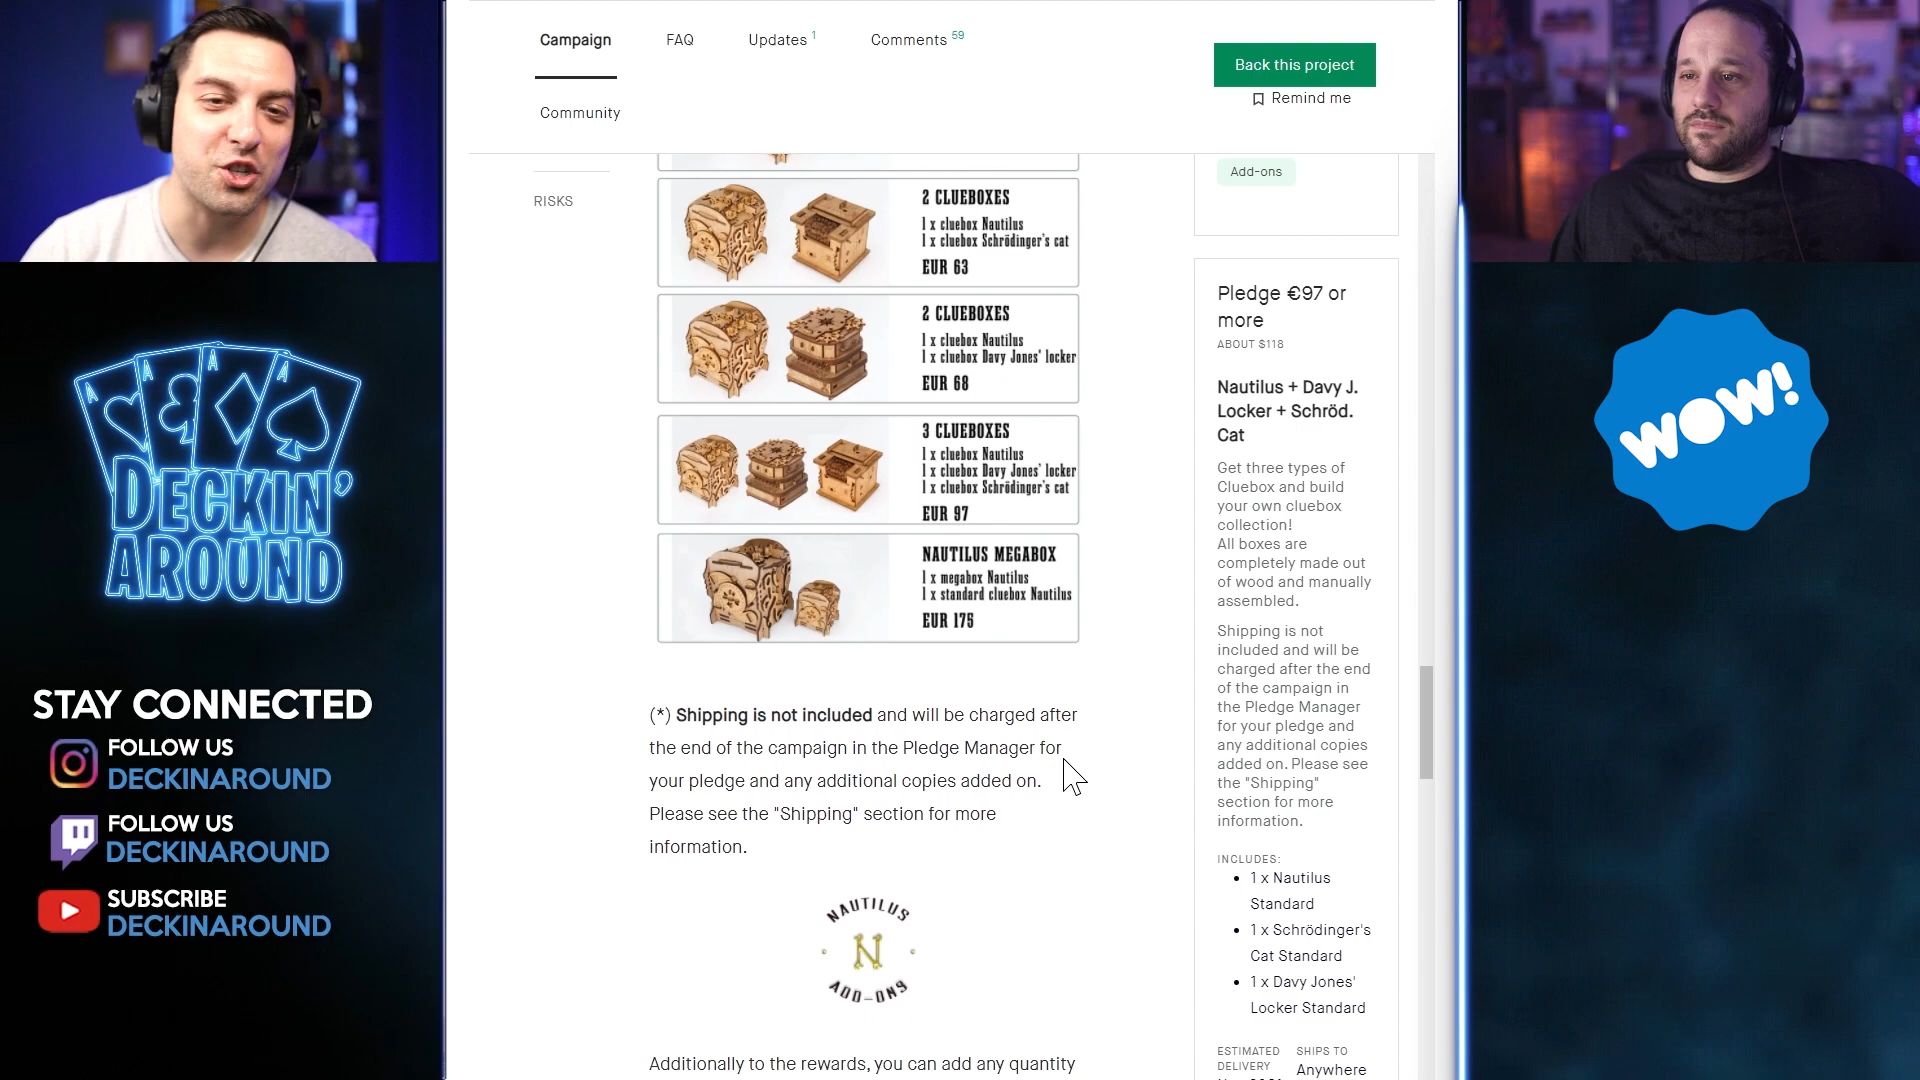 Campaign
FAQ
Updates 1
Comments 59
Back this project
Remind me
Community
RISKS
Add-ons
2 CLUEBOXES
1 x cluebox Nautilus
1 x cluebox Schrödinger's cat
EUR 63
2 CLUEBOXES
1 x cluebox Nautilus
1 x cluebox Davy Jones' locker
EUR 68
3 CLUEBOXES
1 x cluebox Nautilus
1 x cluebox Davy Jones' locker
1 x cluebox Schrödinger's cat
EUR 97
NAUTILUS MEGABOX
1 x megabox Nautilus
1 x standard cluebox Nautilus
EUR 175
(*) Shipping is not included and will be charged after
the end of the campaign in the Pledge Manager for
your pledge and any additional copies added on.
Please see the "Shipping" section for more
information.
NAUTILUS
N
ADD-ONS
Additionally to the rewards, you can add any quantity
Pledge €97 or
more
ABOUT $118
Nautilus + Davy J.
Locker + Schröd.
Cat
Get three types of
Cluebox and build
your own cluebox
collection!
All boxes are
completely made out
of wood and manually
assembled.
Shipping is not
included and will be
charged after the end
of the campaign in
the Pledge Manager
for your pledge and
any additional copies
added on. Please see
the "Shipping"
section for more
information.
INCLUDES:
1 x Nautilus
Standard
1 x Schrödinger's
Cat Standard
1 x Davy Jones'
Locker Standard
ESTIMATED
DELIVERY
SHIPS TO
Anywhere
A A A A
DECKIN'
AROUND
STAY CONNECTED
FOLLOW US
DECKINAROUND
FOLLOW US
DECKINAROUND
SUBSCRIBE
DECKINAROUND
WOW!